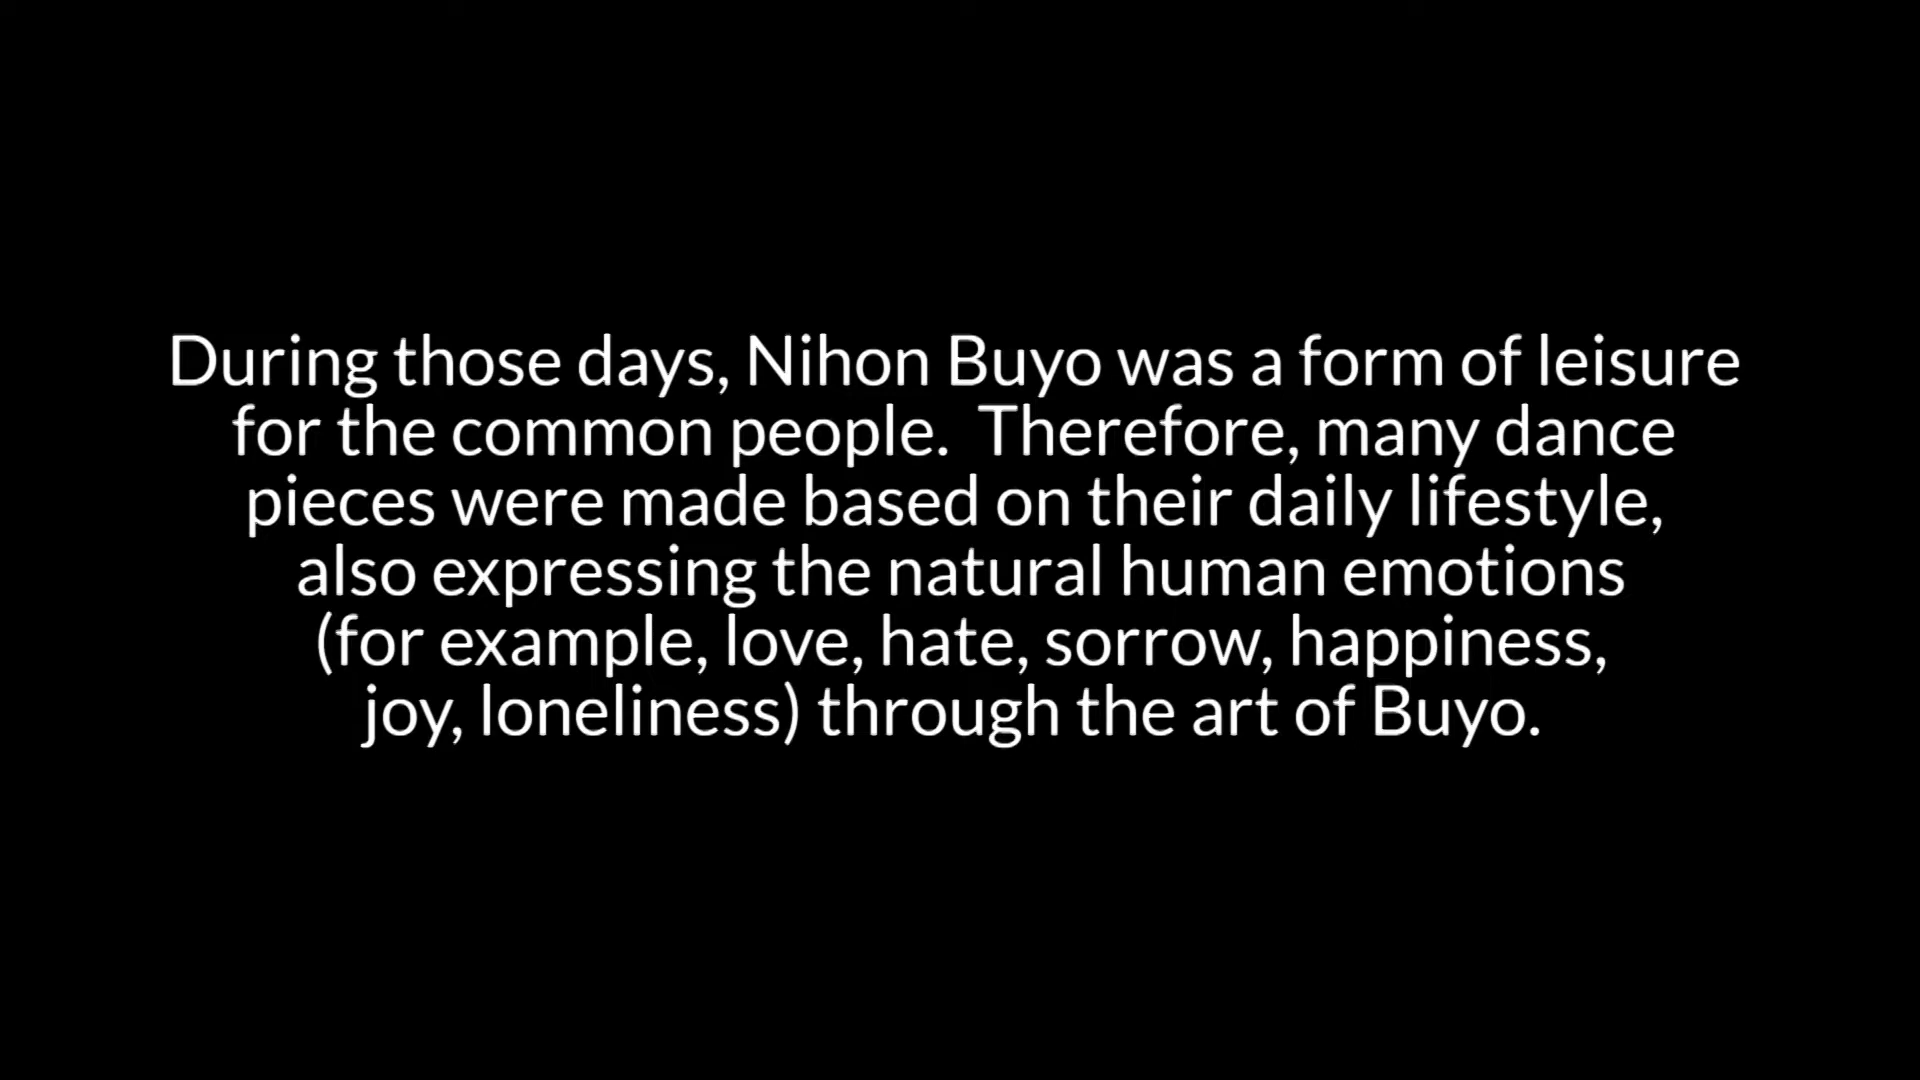 During those days, Nihon Buyo was a form of leisure
for the common people.  Therefore, many dance
pieces were made based on their daily lifestyle,
also expressing the natural human emotions
(for example, love, hate, sorrow, happiness,
joy, loneliness) through the art of Buyo.